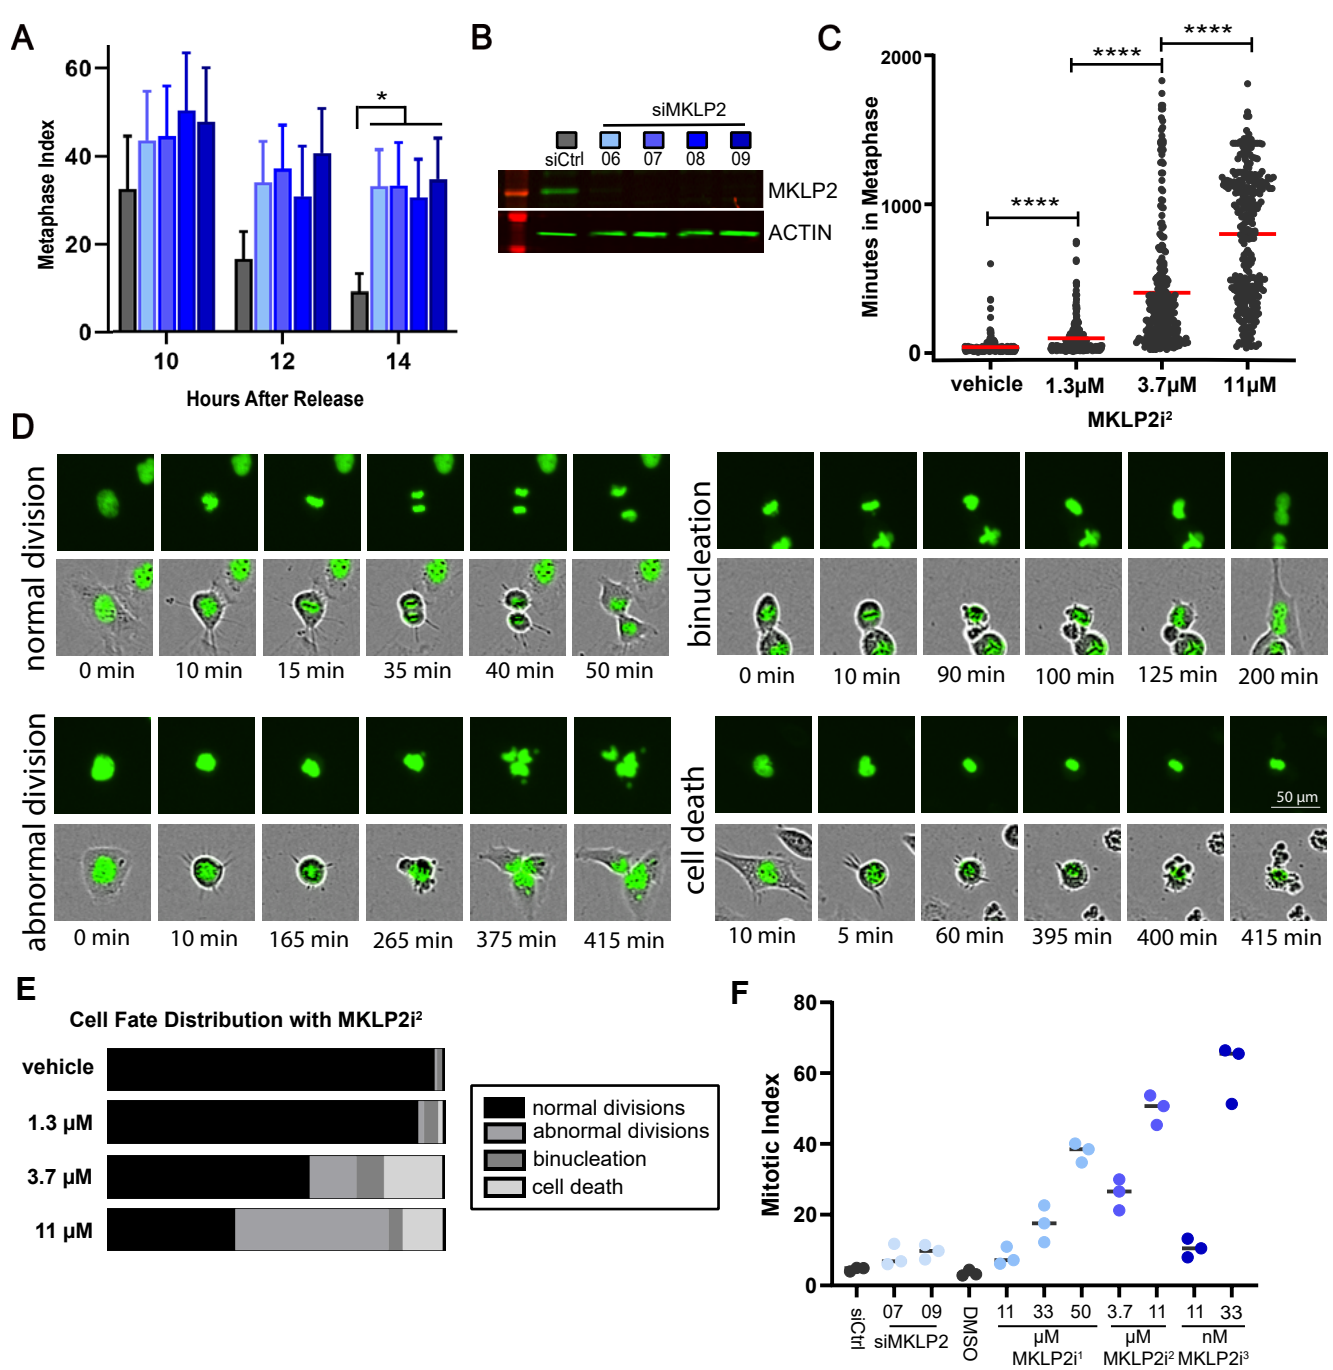 A
Metaphase Index
60
40
20
0
*
10
12
14
Hours After Release
B
siMKLP2
siCtrl
06
07
08
09
MKLP2
ACTIN
C
Minutes in Metaphase
2000
1000
0
****
****
****
vehicle
1.3µM
3.7µM
11µM
MKLP2i²
D
normal division
0 min
10 min
15 min
35 min
40 min
50 min
binucleation
0 min
10 min
90 min
100 min
125 min
200 min
abnormal division
0 min
10 min
165 min
265 min
375 min
415 min
cell death
50 µm
10 min
5 min
60 min
395 min
400 min
415 min
E
Cell Fate Distribution with MKLP2i²
vehicle
1.3 µM
3.7 µM
11 µM
normal divisions
abnormal divisions
binucleation
cell death
F
Mitotic Index
80
60
40
20
0
siCtrl
07
09
siMKLP2
DMSO
11
33
50
µM
MKLP2i¹
3.7
11
µM
MKLP2i²
11
33
nM
MKLP2i³